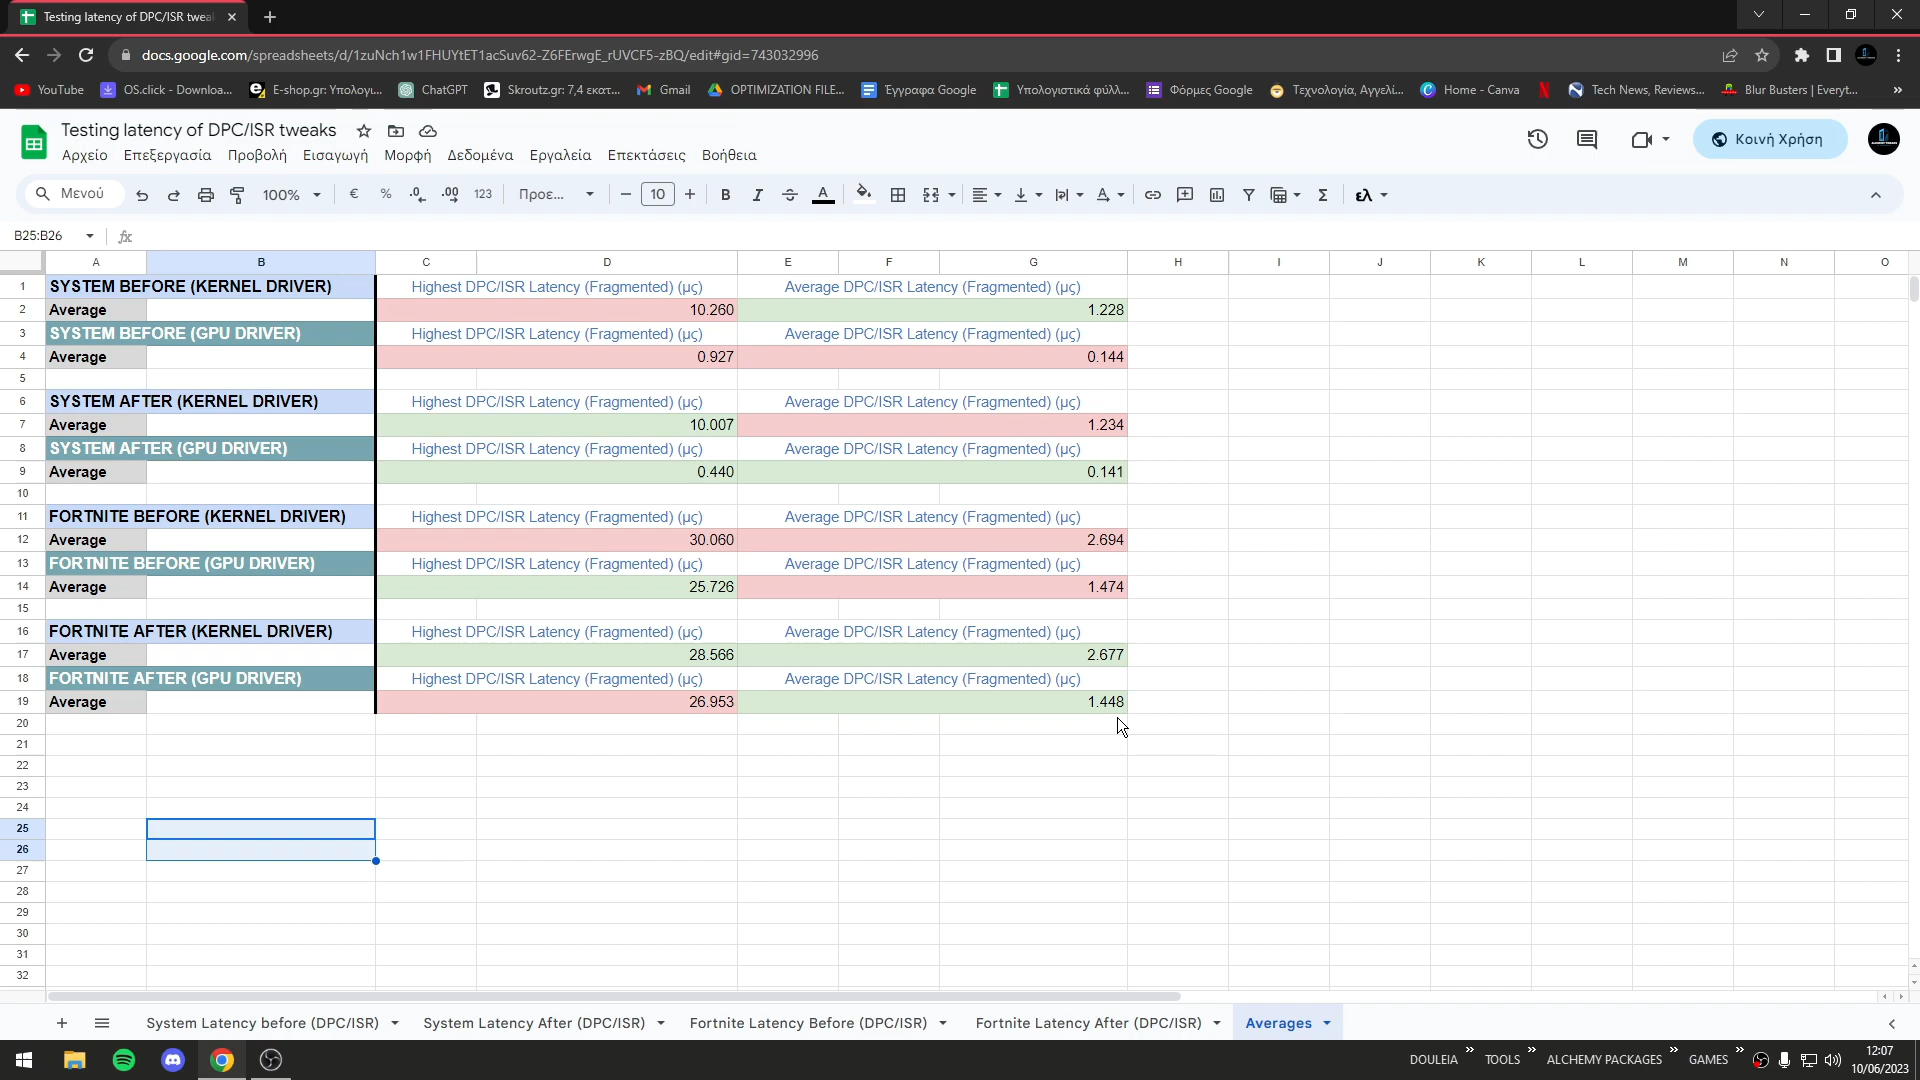 Testing latency of DPC/ISR tweak
docs.google.com/spreadsheets/d/1zuNch1w1FHUYtET1acSuv62-Z6FErwgE_rUVCF5-zBQ/edit#gid=743032996
YouTube OS.click - Downloa... E-shop.gr: Υπολογι... ChatGPT Skroutz.gr: 7,4 εκατ... Gmail OPTIMIZATION FILE... Έγγραφα Google Υπολογιστικά φύλλ... Φόρμες Google Τεχνολογία, Αγγελί... Home - Canva Tech News, Reviews... Blur Busters | Everyt... »
Testing latency of DPC/ISR tweaks
Αρχείο Επεξεργασία Προβολή Εισαγωγή Μορφή Δεδομένα Εργαλεία Επεκτάσεις Βοήθεια
Κοινή Χρήση
Μενού 100% € % .0 .00 123 Προε... 10 B I A Σ ελ
B25:B26 fx
A B C D E F G H I J K L M N O
1 SYSTEM BEFORE (KERNEL DRIVER) Highest DPC/ISR Latency (Fragmented) (μς) Average DPC/ISR Latency (Fragmented) (μς)
2 Average 10.260 1.228
3 SYSTEM BEFORE (GPU DRIVER) Highest DPC/ISR Latency (Fragmented) (μς) Average DPC/ISR Latency (Fragmented) (μς)
4 Average 0.927 0.144
5
6 SYSTEM AFTER (KERNEL DRIVER) Highest DPC/ISR Latency (Fragmented) (μς) Average DPC/ISR Latency (Fragmented) (μς)
7 Average 10.007 1.234
8 SYSTEM AFTER (GPU DRIVER) Highest DPC/ISR Latency (Fragmented) (μς) Average DPC/ISR Latency (Fragmented) (μς)
9 Average 0.440 0.141
10
11 FORTNITE BEFORE (KERNEL DRIVER) Highest DPC/ISR Latency (Fragmented) (μς) Average DPC/ISR Latency (Fragmented) (μς)
12 Average 30.060 2.694
13 FORTNITE BEFORE (GPU DRIVER) Highest DPC/ISR Latency (Fragmented) (μς) Average DPC/ISR Latency (Fragmented) (μς)
14 Average 25.726 1.474
15
16 FORTNITE AFTER (KERNEL DRIVER) Highest DPC/ISR Latency (Fragmented) (μς) Average DPC/ISR Latency (Fragmented) (μς)
17 Average 28.566 2.677
18 FORTNITE AFTER (GPU DRIVER) Highest DPC/ISR Latency (Fragmented) (μς) Average DPC/ISR Latency (Fragmented) (μς)
19 Average 26.953 1.448
20
21
22
23
24
25
26
27
28
29
30
31
32
System Latency before (DPC/ISR) System Latency After (DPC/ISR) Fortnite Latency Before (DPC/ISR) Fortnite Latency After (DPC/ISR) Averages
DOULEIA » TOOLS » ALCHEMY PACKAGES » GAMES » 12:07
10/06/2023